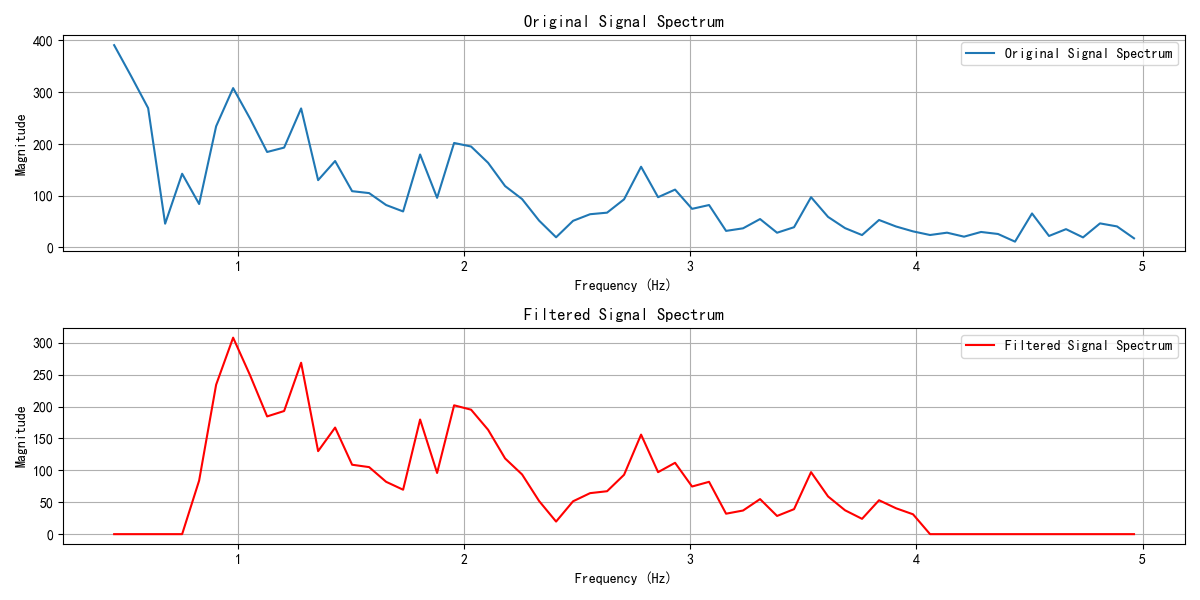 Original Signal Spectrum
400
300
200
100
0
Magnitude
Original Signal Spectrum
1 2 3 4 5
Frequency (Hz)
Filtered Signal Spectrum
300
250
200
150
100
50
0
Magnitude
Filtered Signal Spectrum
1 2 3 4 5
Frequency (Hz)